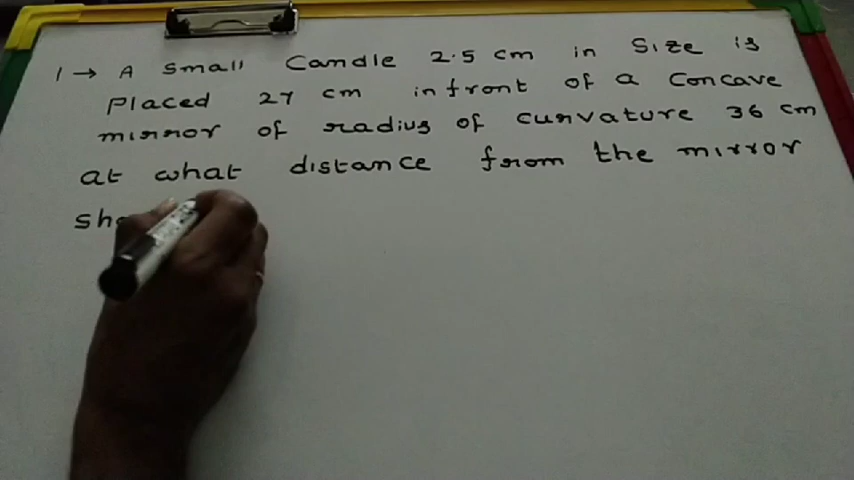 1 → A small Candle 2.5 cm in Size is
Placed 27 cm infront of a Concave
mirror of radius of curvature 36 cm
at what distance from the mirror
sh